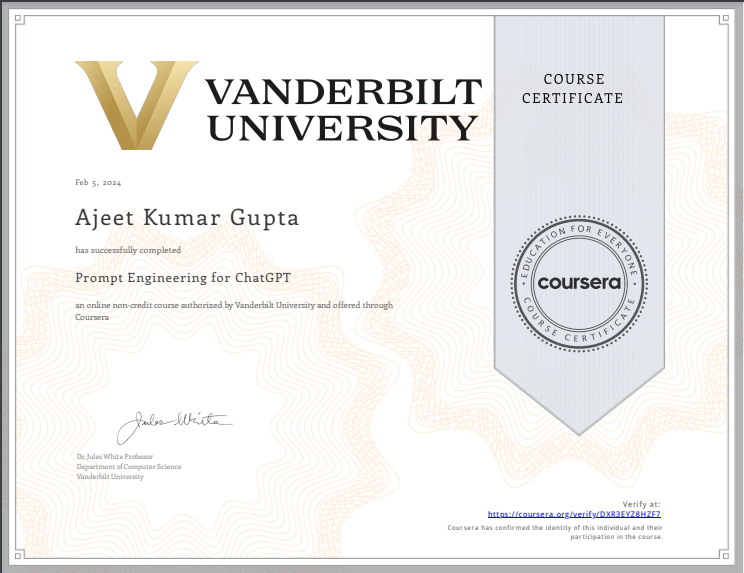 VANDERBILT
UNIVERSITY
COURSE
CERTIFICATE
Feb 5, 2024
Ajeet Kumar Gupta
has successfully completed
Prompt Engineering for ChatGPT
an online non-credit course authorized by Vanderbilt University and offered through
Coursera
EDUCATION FOR EVERYONE
coursera
COURSE CERTIFICATE
Jules White
Dr. Jules White Professor
Department of Computer Science
Vanderbilt University
Verify at:
https://coursera.org/verify/DXR3EYZ8HZF7
Coursera has confirmed the identity of this individual and their
participation in the course.